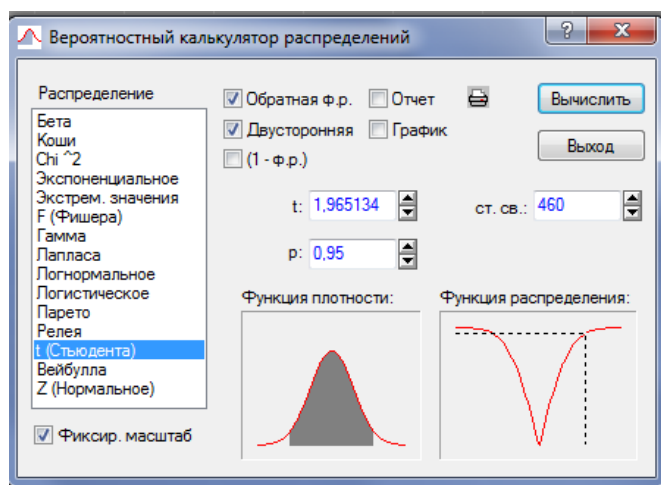 Вероятностный калькулятор распределений
Распределение
Бета
Коши
Chi ^2
Экспоненциальное
Экстрем. значения
F (Фишера)
Гамма
Лапласа
Логнормальное
Логистическое
Парето
Релея
t (Стьюдента)
Вейбулла
Z (Нормальное)
Фиксир. масштаб
Обратная ф.р. Отчет
Двусторонняя График
(1 - ф.р.)
Вычислить
Выход
t: 1,965134 ст. св.: 460
p: 0,95
Функция плотности: Функция распределения: